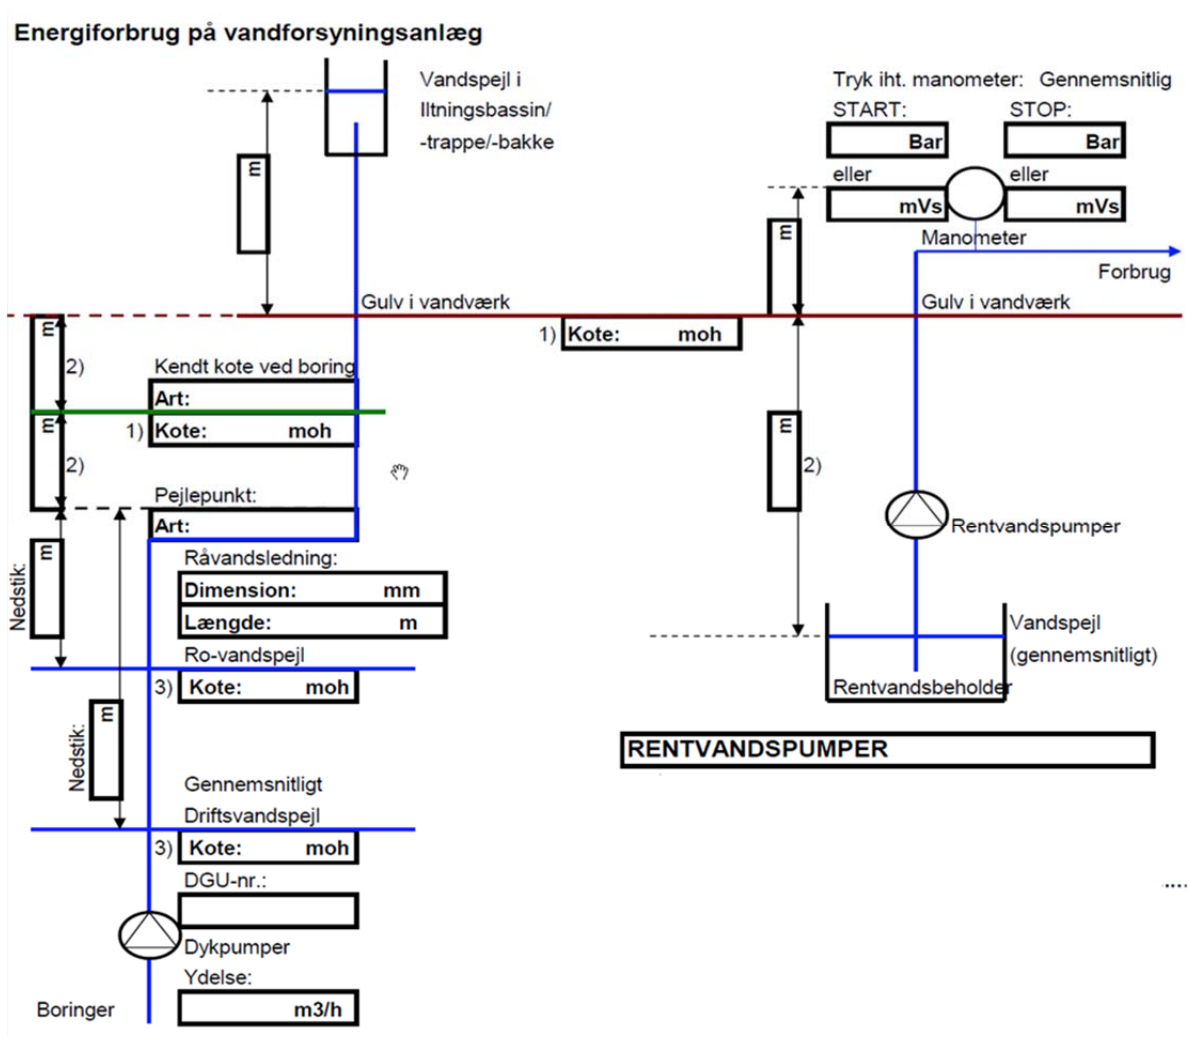 Energiforbrug på vandforsyningsanlæg
Vandspejl i
Iltningsbassin/
-trappe/-bakke
m
Tryk iht. manometer: Gennemsnitlig
START: STOP:
Bar Bar
eller eller
mVs mVs
m
Manometer
Forbrug
Gulv i vandværk Gulv i vandværk
1) Kote: moh
m
2)
Kendt kote ved boring
Art:
1) Kote: moh
m
2)
m
2)
Pejlepunkt:
Art:
Rentvandspumper
Råvandsledning:
Dimension: mm
Længde: m
Nedstik:
m
Vandspejl
(gennemsnitligt)
Rentvandsbeholder
Ro-vandspejl
3) Kote: moh
RENTVANDSPUMPER
Nedstik:
m
Gennemsnitligt
Driftsvandspejl
3) Kote: moh
DGU-nr.:
Dykpumper
Ydelse:
m3/h
Boringer